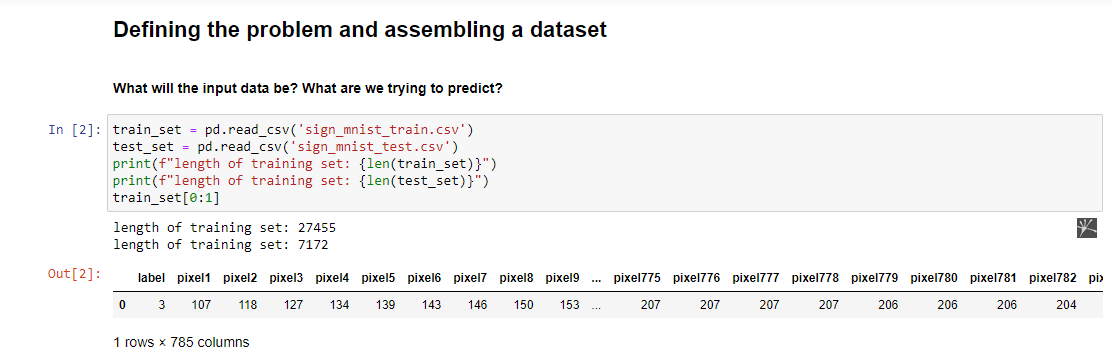 Defining the problem and assembling a dataset
What will the input data be? What are we trying to predict?
In [2]: train_set = pd.read_csv('sign_mnist_train.csv')
test_set = pd.read_csv('sign_mnist_test.csv')
print(f"length of training set: {len(train_set)}")
print(f"length of training set: {len(test_set)}")
train_set[0:1]
length of training set: 27455
length of training set: 7172
Out[2]:
label pixel1 pixel2 pixel3 pixel4 pixel5 pixel6 pixel7 pixel8 pixel9 ... pixel775 pixel776 pixel777 pixel778 pixel779 pixel780 pixel781 pixel782
0 3 107 118 127 134 139 143 146 150 153 ... 207 207 207 207 206 206 206 204
1 rows × 785 columns